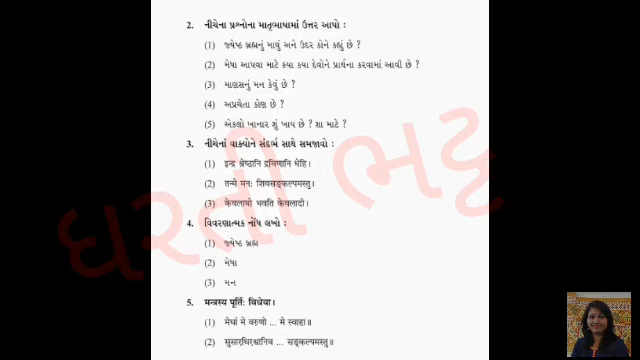 2. નીચેના પ્રશ્નોના માતૃભાષામાં ઉત્તર આપો :
(1) જ્યેષ્ઠ બ્રહ્મનું માથું અને ઉદર કોને કહ્યું છે ?
(2) મેધા આપવા માટે કયા કયા દેવોને પ્રાર્થના કરવામાં આવી છે ?
(3) માણસનું મન કેવું છે ?
(4) અપ્રચેતા કોણ છે ?
(5) એકલો ખાનાર શું ખાય છે ? શા માટે ?
3. નીચેનાં વાક્યોને સંદર્ભ સાથે સમજાવો :
(1) इन्द्र श्रेष्ठानि द्रविणानि धेहि।
(2) तन्मे मनः शिवसङ्कल्पमस्तु।
(3) केवलाघो भवति केवलादी।
4. વિવરણાત્મક નોંધ લખો :
(1) જ્યેષ્ઠ બ્રહ્મ
(2) મેધા
(3) મન
5. मन्त्रस्य पूर्तिः विधेया।
(1) मेधां मे वरुणो ... मे स्वाहा॥
(2) सुसारथिरश्वानिव ... सङ्कल्पमस्तु॥
ધરતી ભટ્ટ